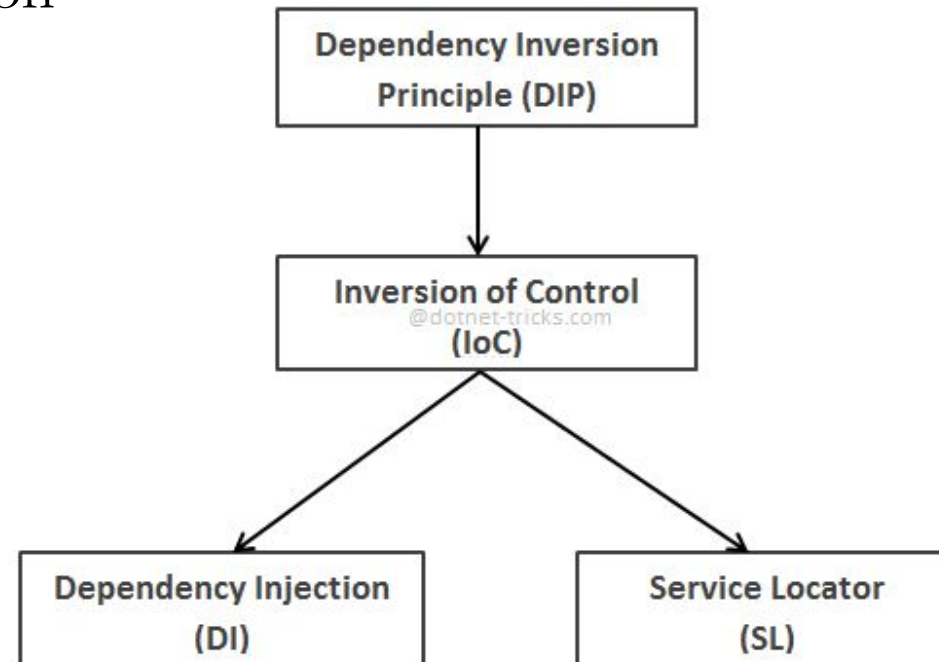 Dependency Inversion
Principle (DIP)
Inversion of Control
@dotnet-tricks.com
(IoC)
Dependency Injection
(DI)
Service Locator
(SL)